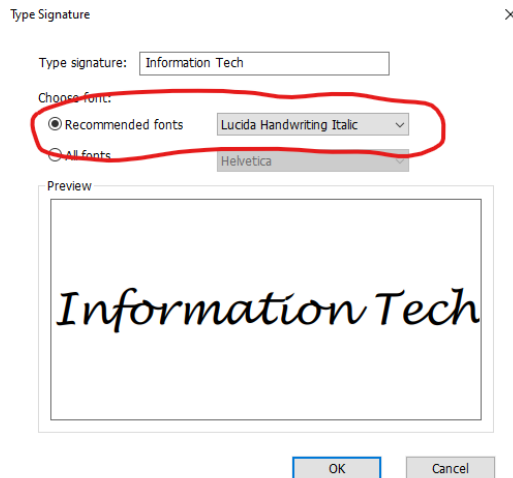 Type Signature
Type signature: Information Tech
Choose font:
Recommended fonts Lucida Handwriting Italic
All fonts Helvetica
Preview
Information Tech
OK Cancel